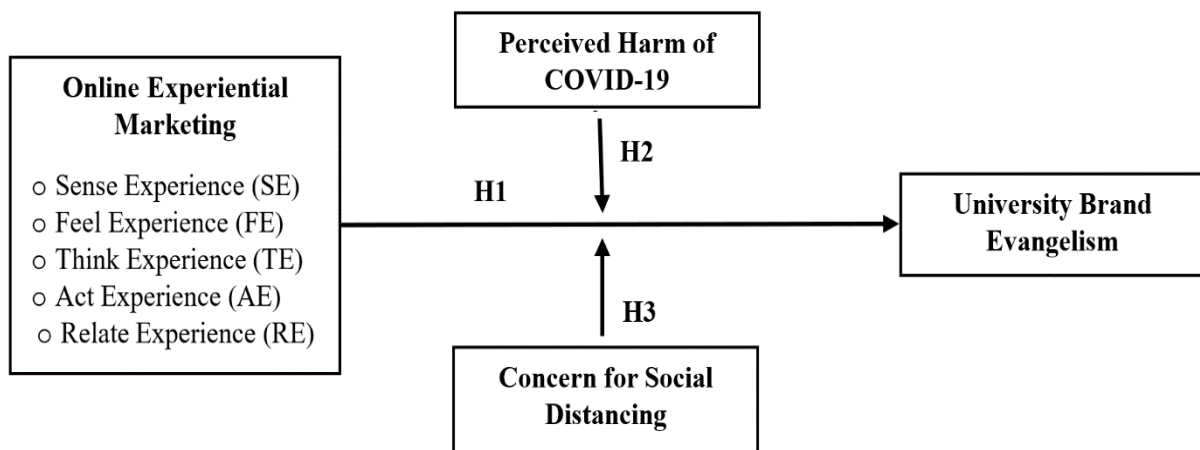 Perceived Harm of
COVID-19
Online Experiential
Marketing
○ Sense Experience (SE)
○ Feel Experience (FE)
○ Think Experience (TE)
○ Act Experience (AE)
○ Relate Experience (RE)
H2
H1
University Brand
Evangelism
H3
Concern for Social
Distancing